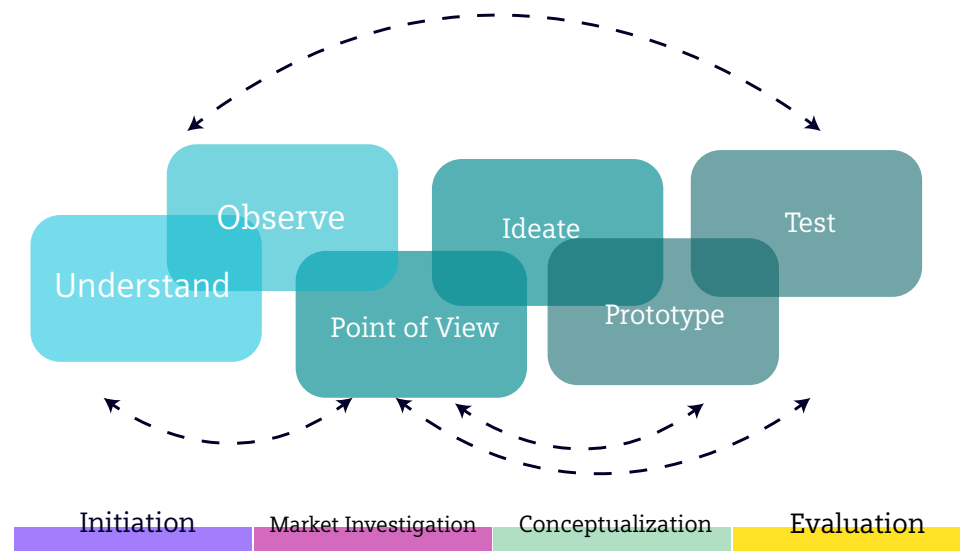 Understand
Observe
Point of View
Ideate
Prototype
Test
Initiation
Market Investigation
Conceptualization
Evaluation